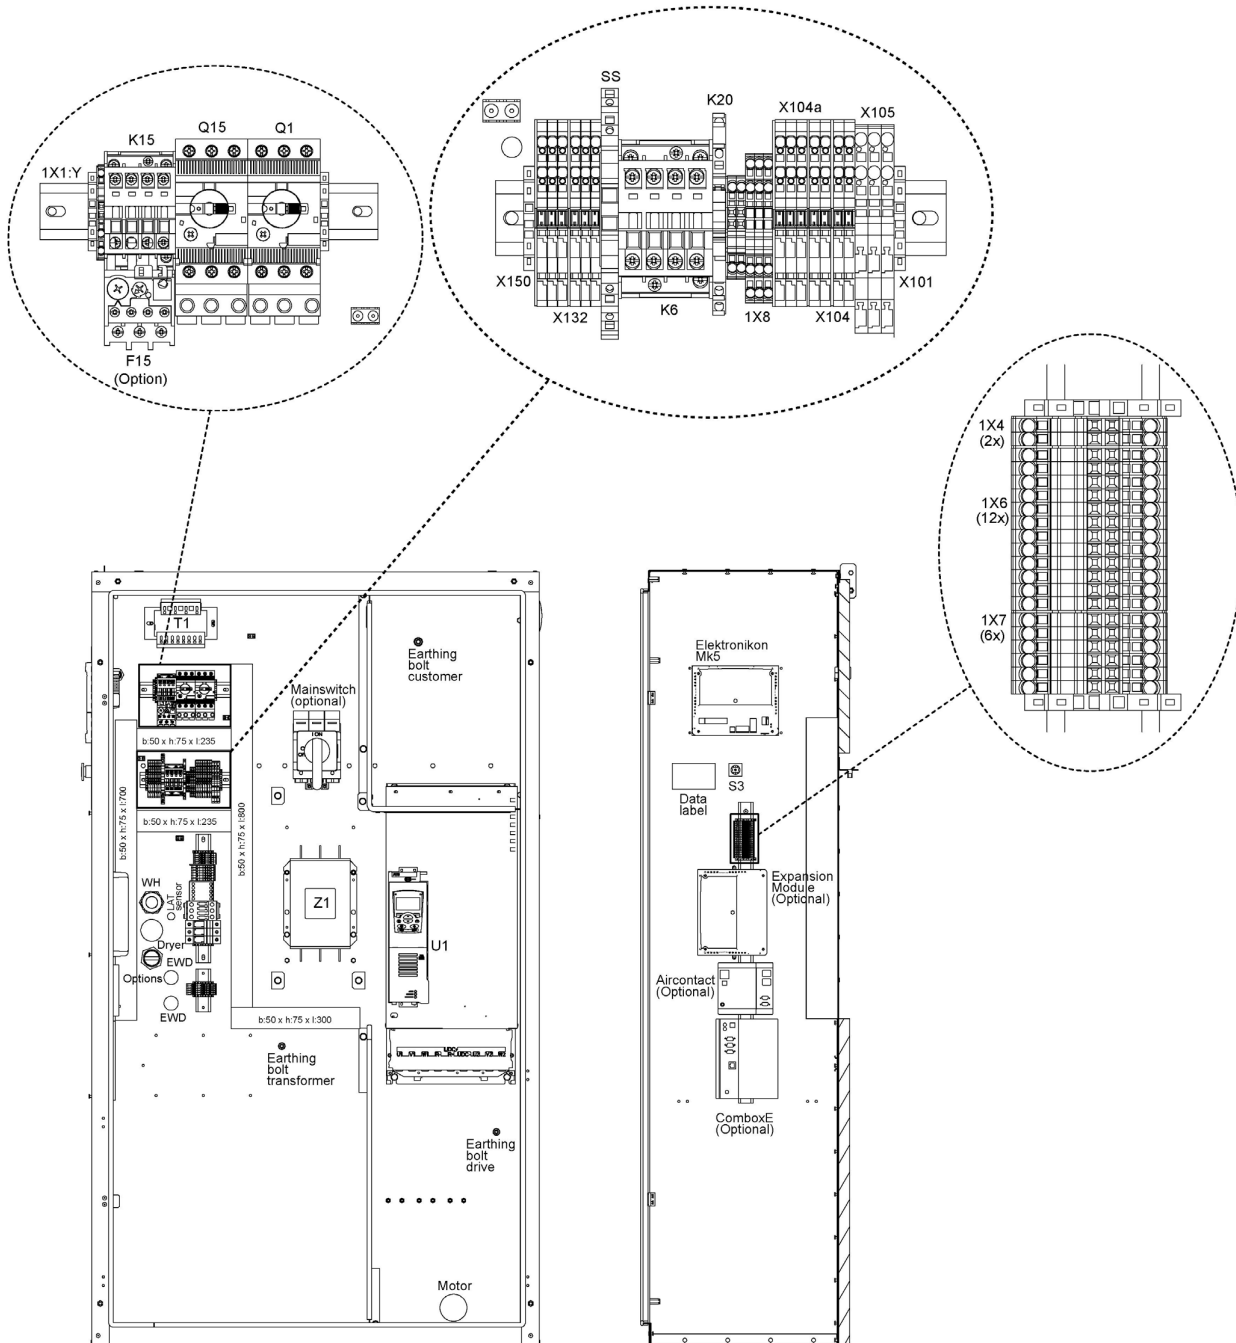 SS
K20
X104a
X105
Q15
Q1
K15
1X1:Y
X150
X101
X132
K6
1X8
X104
F15
(Option)
1X4
(2x)
1X6
(12x)
1X7
(6x)
T1
Earthing
bolt
customer
Elektronikon
Mk5
Mainswitch
(optional)
I ON
b:50 x h:75 x l:235
b:50 x h:75 x l:700
b:50 x h:75 x l:600
b:50 x h:75 x l:235
Data
label
S3
WH
LAT
sensor
Z1
Expansion
Module
(Optional)
Dryer
U1
EWD
Options
Aircontact
(Optional)
EWD
b:50 x h:75 x l:300
Earthing
bolt
transformer
ComboxE
(Optional)
Earthing
bolt
drive
Motor